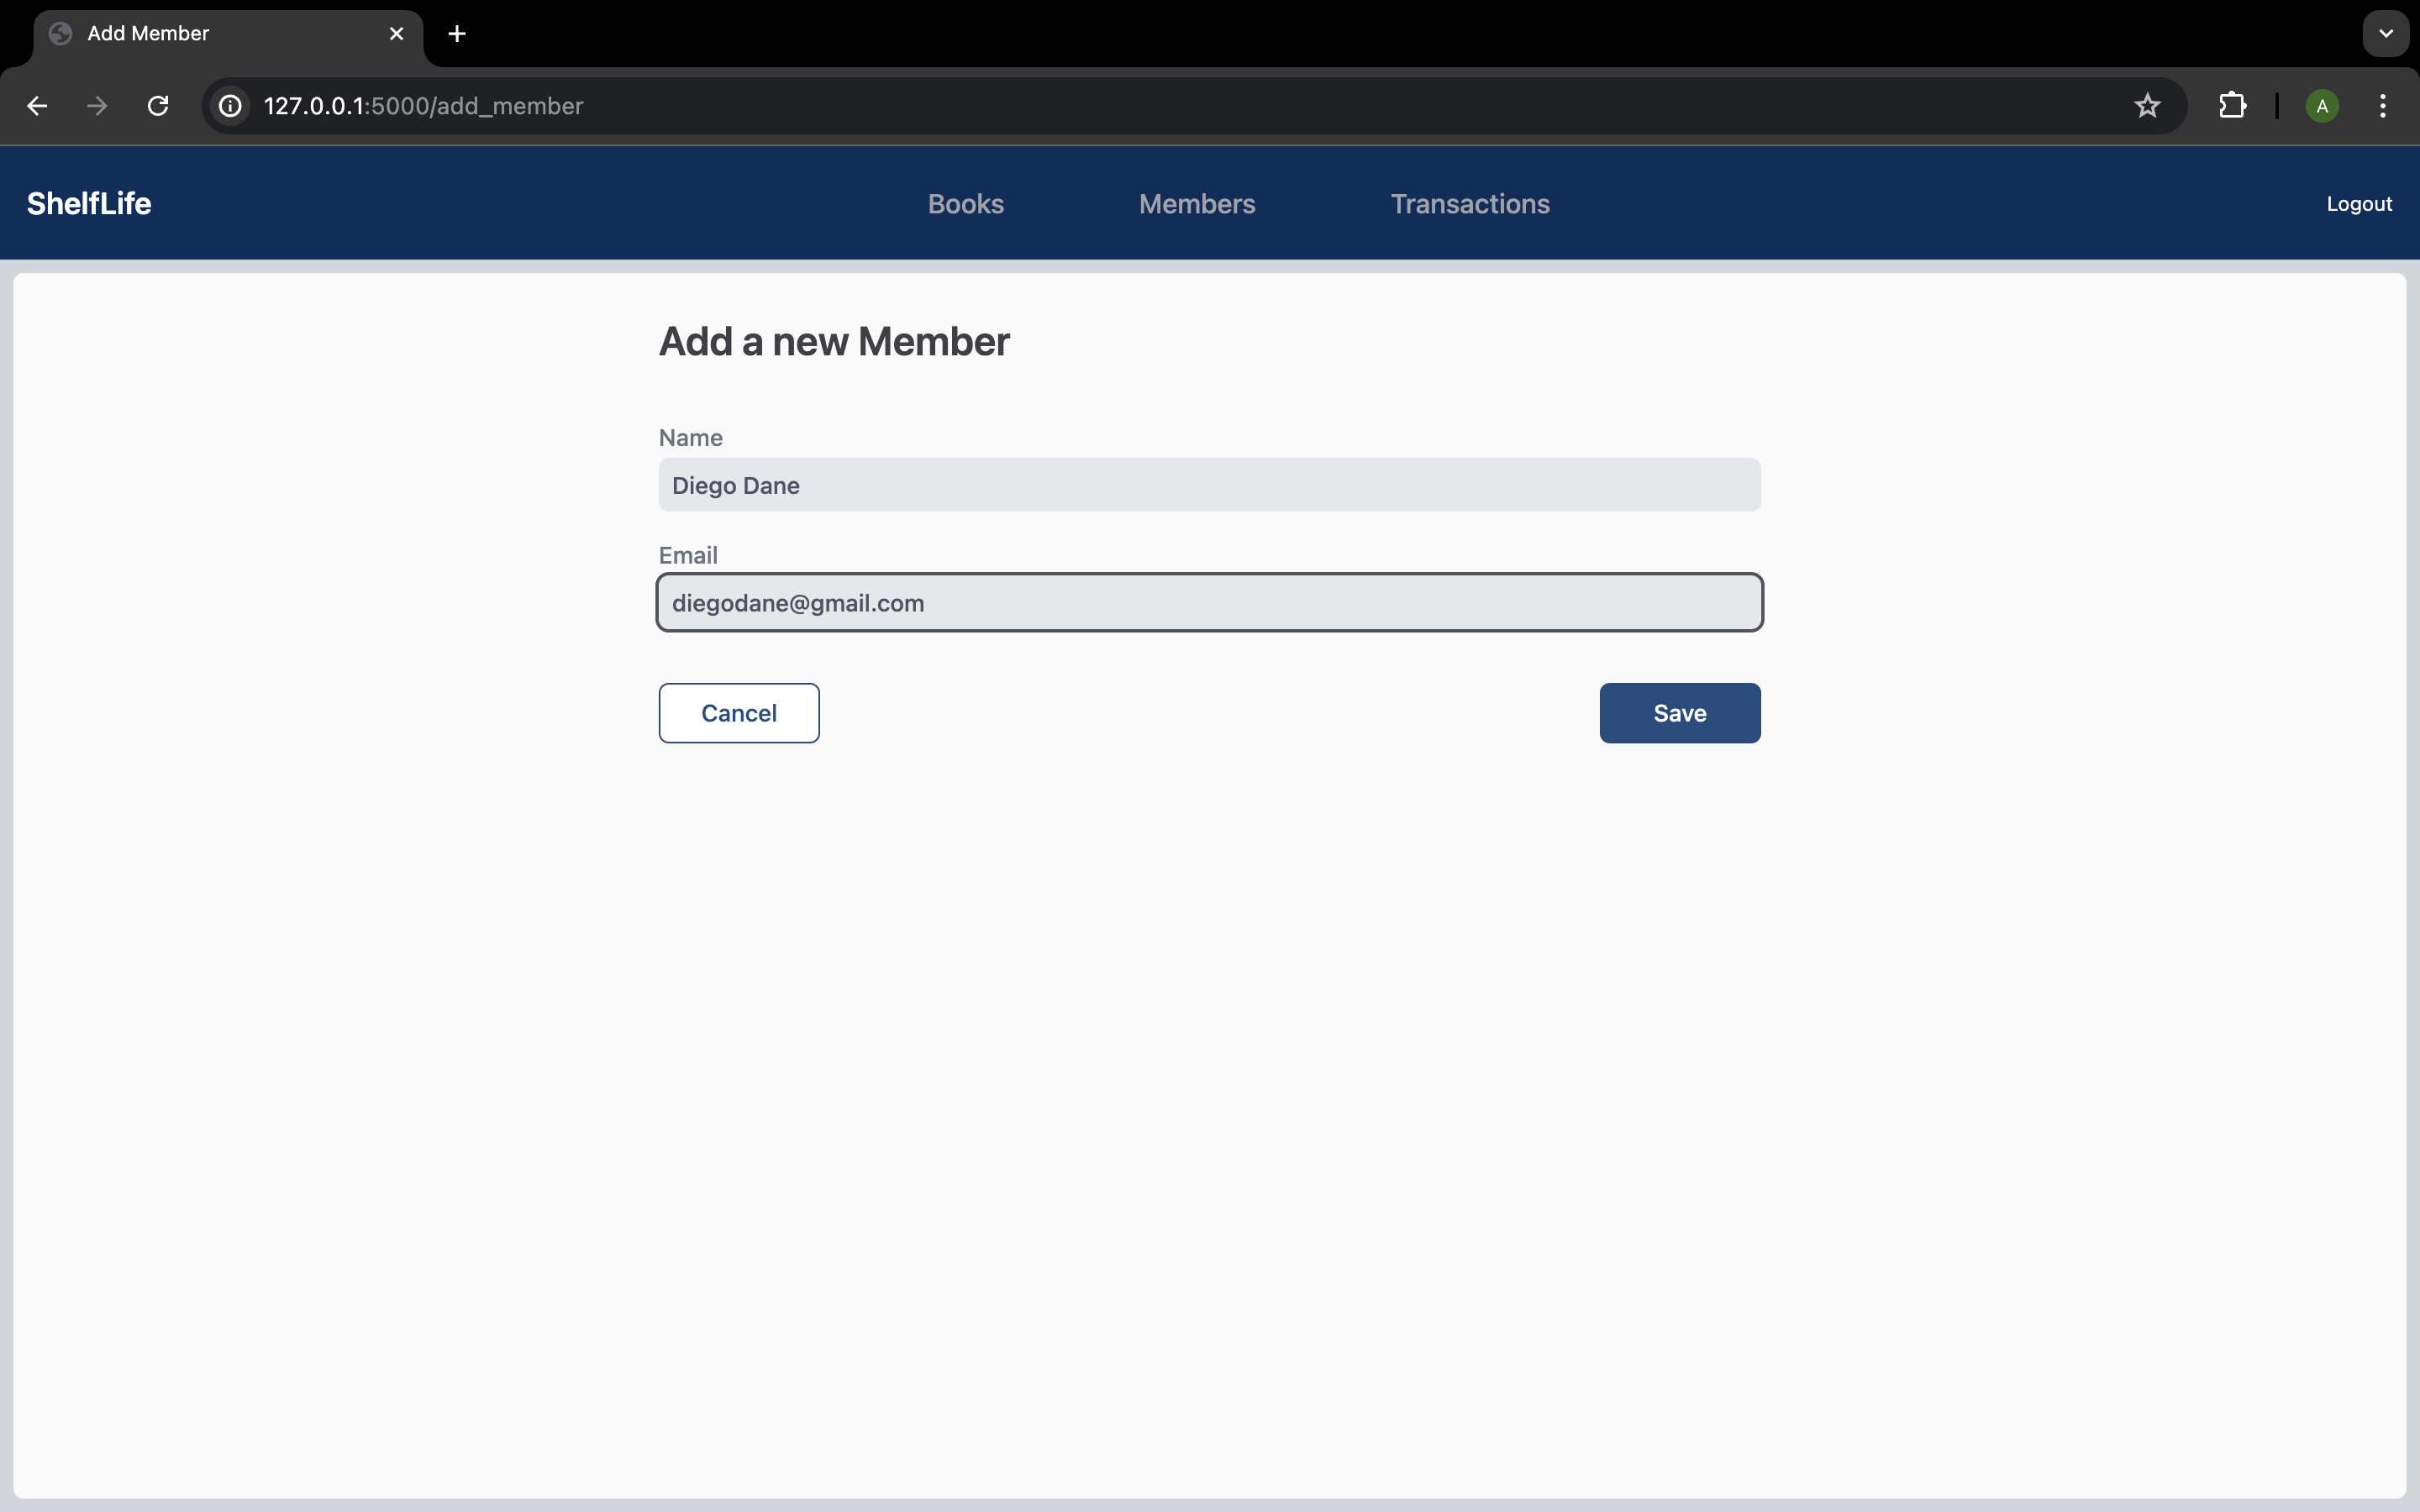 Add Member
127.0.0.1:5000/add_member
A
ShelfLife
Books
Members
Transactions
Logout
Add a new Member
Name
Diego Dane
Email
diegodane@gmail.com
Cancel
Save